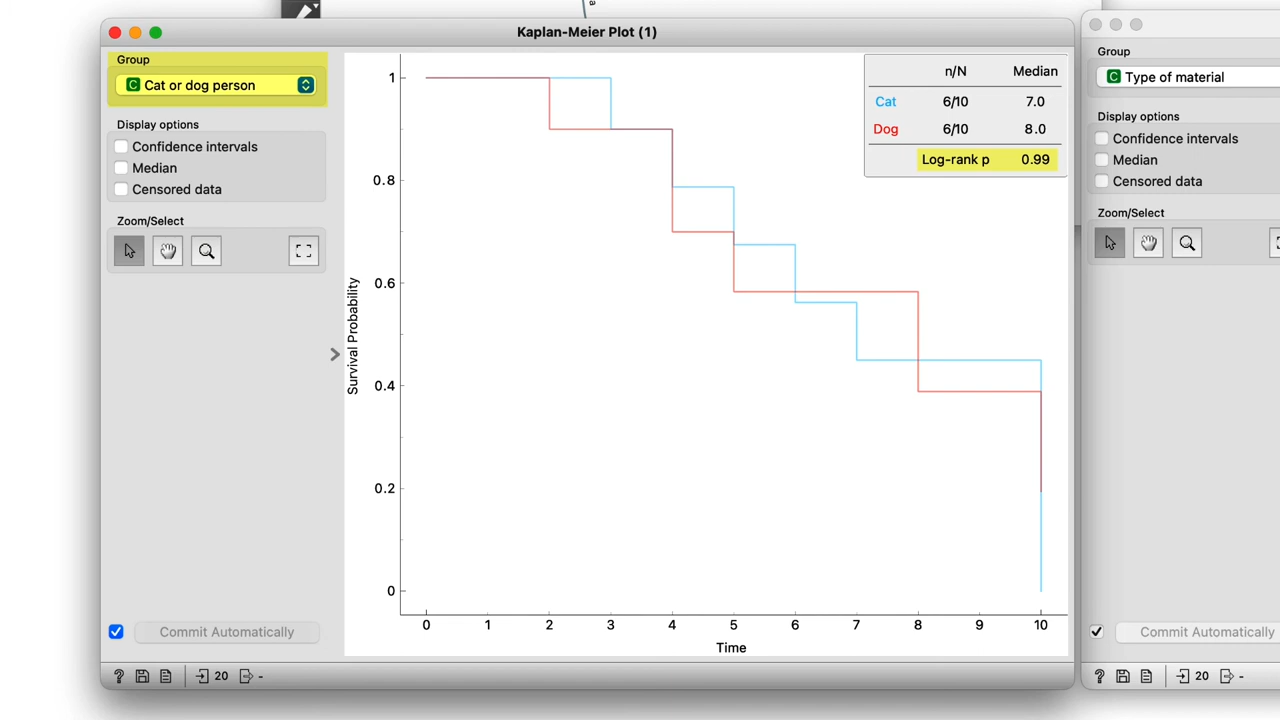 a
Kaplan-Meier Plot (1)
Group
C Cat or dog person
Display options
Confidence intervals
Median
Censored data
Zoom/Select
Commit Automatically
? 20 -
n/N Median
Cat 6/10 7.0
Dog 6/10 8.0
Log-rank p 0.99
1
0.8
0.6
0.4
0.2
0
Survival Probability
0 1 2 3 4 5 6 7 8 9 10
Time
Group
C Type of material
Display options
Confidence intervals
Median
Censored data
Zoom/Select
Commit Automatically
? 20 -